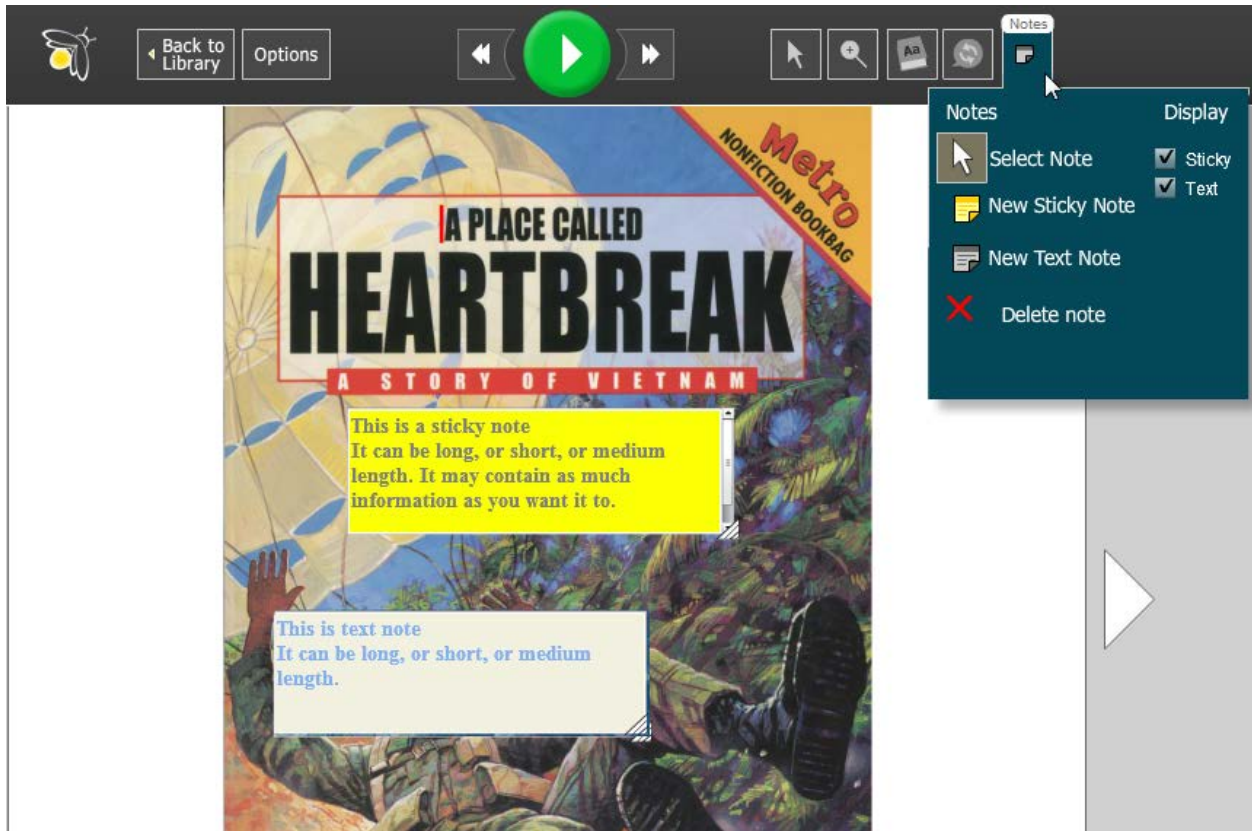 Notes
Back to
Library
Options
Aa
Notes
Display
Select Note
Sticky
Text
New Sticky Note
New Text Note
Delete note
Metro
NONFICTION BOOKBAG
A PLACE CALLED
HEARTBREAK
A STORY OF VIETNAM
This is a sticky note
It can be long, or short, or medium
length. It may contain as much
information as you want it to.
This is text note
It can be long, or short, or medium
length.